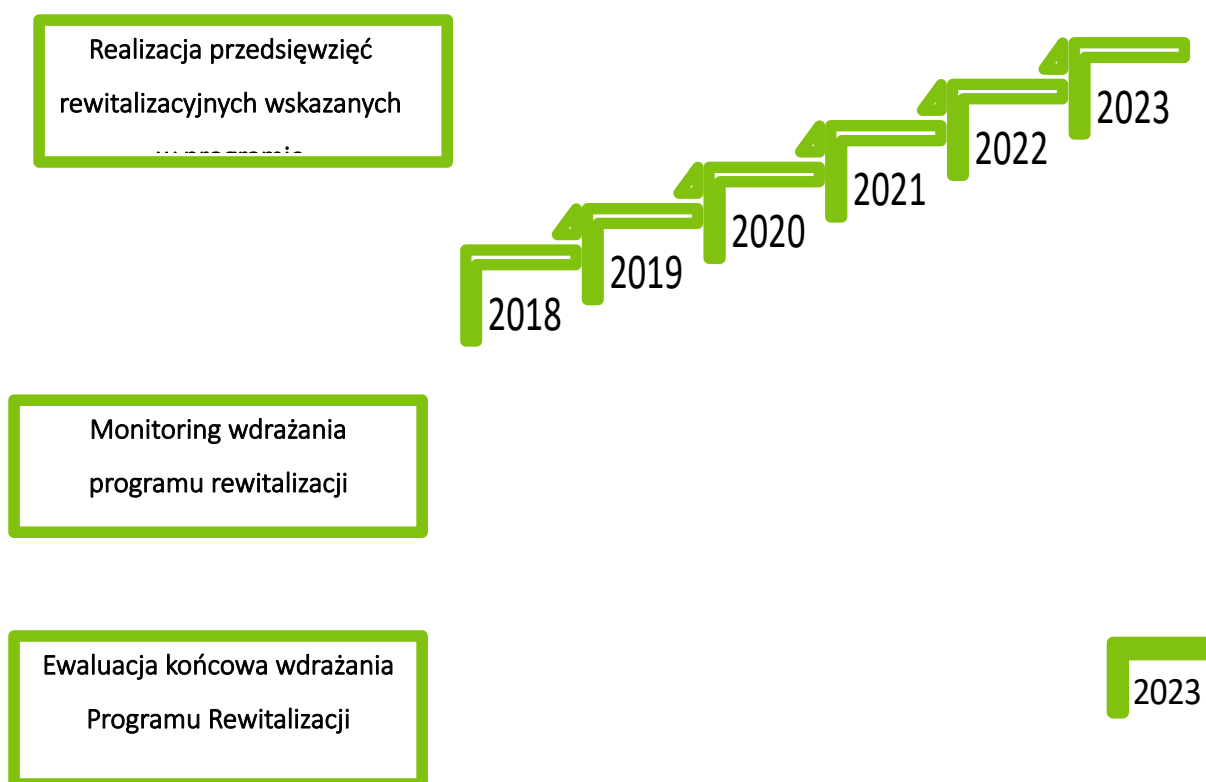 Realizacja przedsięwzięć
rewitalizacyjnych wskazanych
2023
2022
2021
2020
2019
2018
Monitoring wdrażania
programu rewitalizacji
Ewaluacja końcowa wdrażania
Programu Rewitalizacji
2023